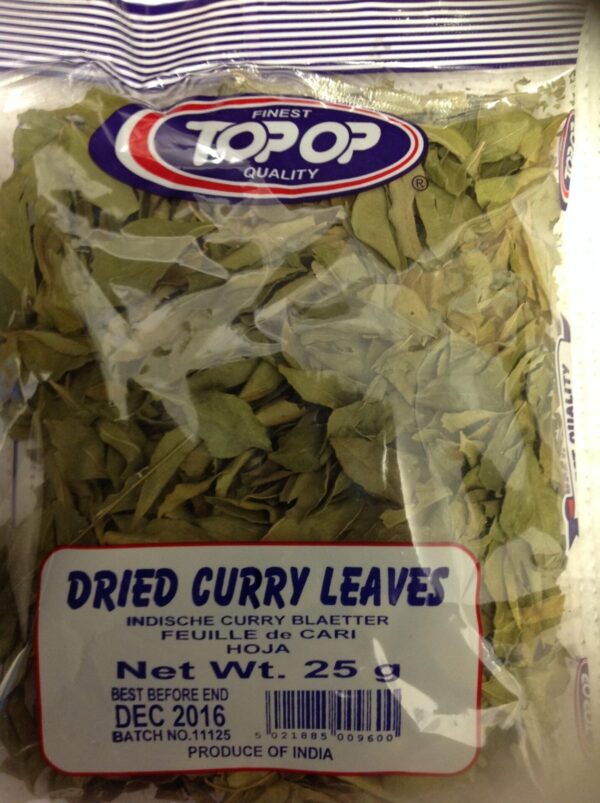 FINEST
TOP OP
QUALITY
®
DRIED CURRY LEAVES
INDISCHE CURRY BLAETTER
FEUILLE de CARI
HOJA
Net Wt. 25 g
BEST BEFORE END
DEC 2016
BATCH NO.11125
5 021885 009600
PRODUCE OF INDIA
QUALITY